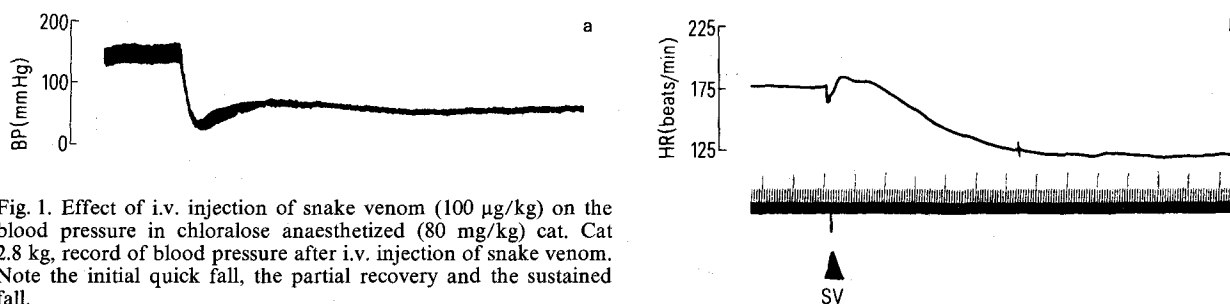 200
a
BP(mmHg)
100
0
Fig. 1. Effect of i.v. injection of snake venom (100 μg/kg) on the
blood pressure in chloralose anaesthetized (80 mg/kg) cat. Cat
2.8 kg, record of blood pressure after i.v. injection of snake venom.
Note the initial quick fall, the partial recovery and the sustained
fall.
225
HR(beats/min)
175
125
SV